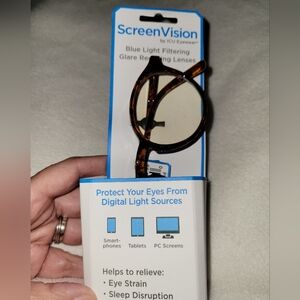 ScreenVision
by ICU Eyewear
Blue Light Filtering
Glare Reducing Lenses
Protect Your Eyes From
Digital Light Sources
Smart-
phones
Tablets
PC Screens
Helps to relieve:
• Eye Strain
• Sleep Disruption